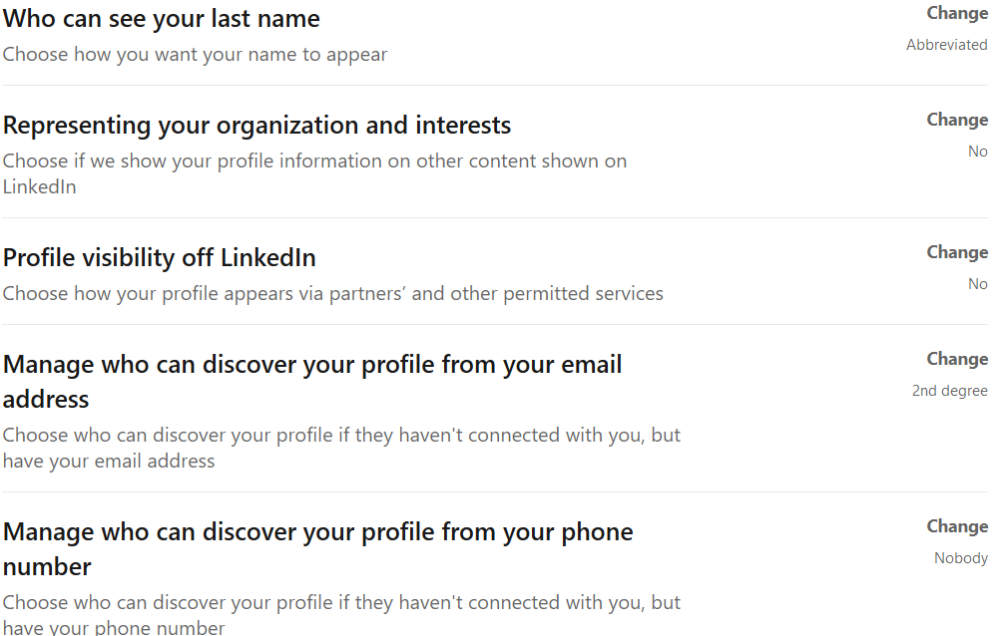 Who can see your last name
Change
Choose how you want your name to appear
Abbreviated
Representing your organization and interests
Change
Choose if we show your profile information on other content shown on
LinkedIn
No
Profile visibility off LinkedIn
Change
Choose how your profile appears via partners’ and other permitted services
No
Manage who can discover your profile from your email
address
Change
2nd degree
Choose who can discover your profile if they haven't connected with you, but
have your email address
Manage who can discover your profile from your phone
number
Change
Nobody
Choose who can discover your profile if they haven't connected with you, but
have your phone number